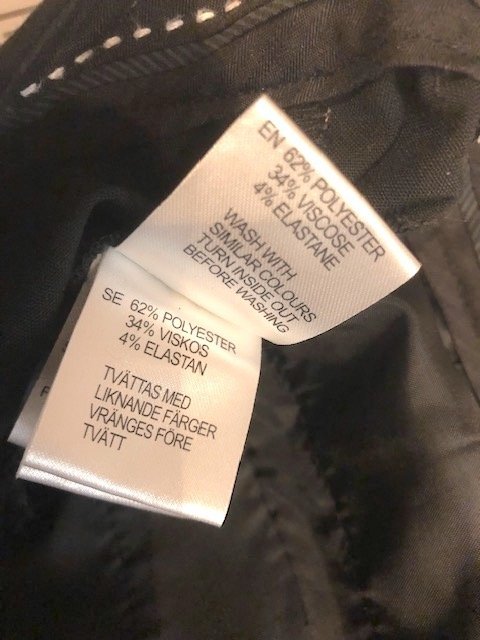 EN 62% POLYESTER
34% VISCOSE
4% ELASTANE
WASH WITH
SIMILAR COLOURS
TURN INSIDE OUT
BEFORE WASHING
SE 62% POLYESTER
34% VISKOS
4% ELASTAN
TVÄTTAS MED
LIKNANDE FÄRGER
VRÄNGES FÖRE
TVÄTT